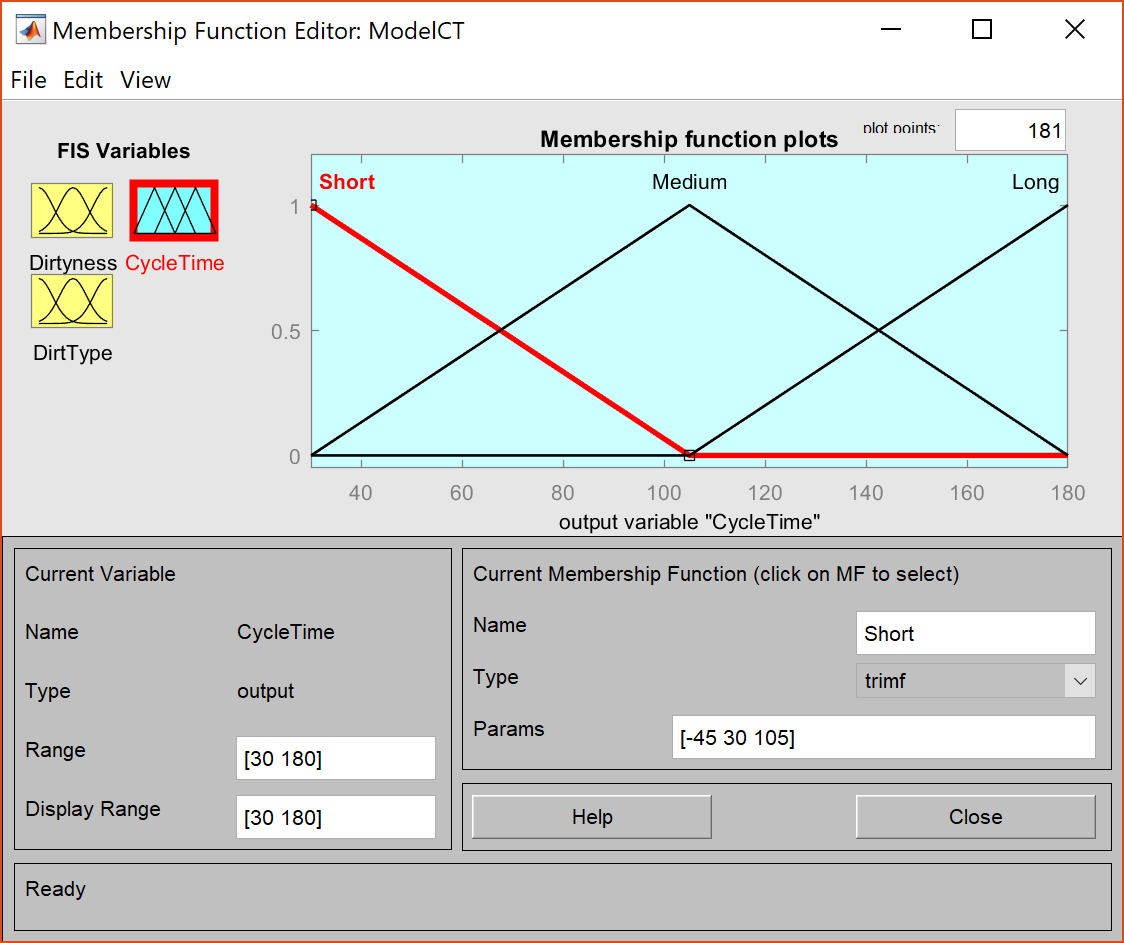 Membership Function Editor: ModelCT
File Edit View
FIS Variables
Dirtyness CycleTime
DirtType
Membership function plots
plot points:
181
Short Medium Long
1
0.5
0
40 60 80 100 120 140 160 180
output variable "CycleTime"
Current Variable
Name CycleTime
Type output
Range [30 180]
Display Range [30 180]
Current Membership Function (click on MF to select)
Name Short
Type trimf
Params [-45 30 105]
Help Close
Ready